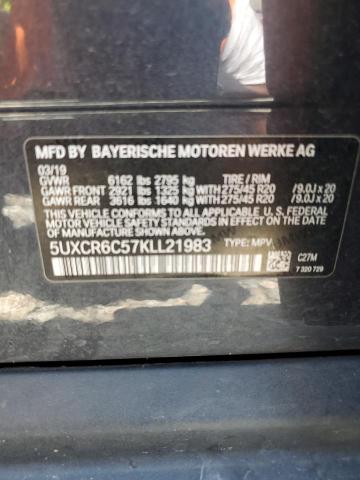 MFD BY BAYERISCHE MOTOREN WERKE AG
03/19
GVWR 6162 lbs 2795 kg TIRE / RIM
GAWR FRONT 2921 lbs 1325 kg WITH 275/45 R20 /9.0J x 20
GAWR REAR 3616 lbs 1640 kg WITH 275/45 R20 /9.0J x 20
THIS VEHICLE CONFORMS TO ALL APPLICABLE FEDERAL
MOTOR VEHICLE SAFETY STANDARDS IN EFFECT ON THE
DATE OF MANUFACTURE SHOWN ABOVE.
5UXCR6C57KLL21983 TYPE: MPV
C27M
7 320 729